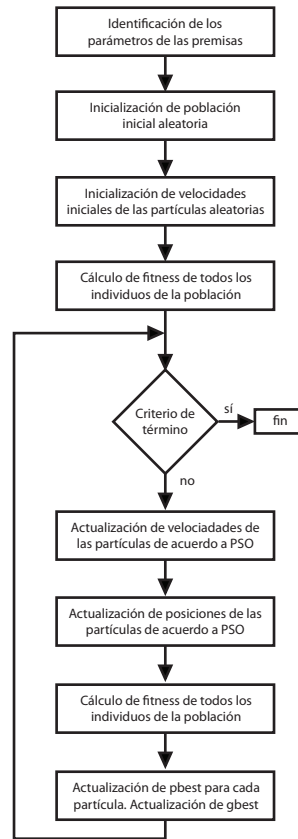 Identificación de los
parámetros de las premisas
Inicialización de población
inicial aleatoria
Inicialización de velocidades
iniciales de las partículas aleatorias
Cálculo de fitness de todos los
individuos de la población
Criterio de
término
sí
fin
no
Actualización de velociadades de
las partículas de acuerdo a PSO
Actualización de posiciones de las
partículas de acuerdo a PSO
Cálculo de fitness de todos los
individuos de la población
Actualización de pbest para cada
partícula. Actualización de gbest